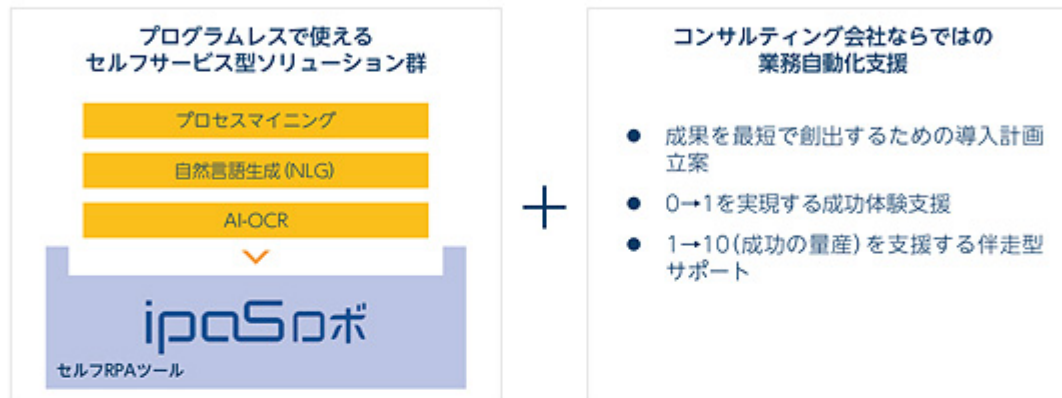 プログラムレスで使える
セルフサービス型ソリューション群
プロセスマイニング
自然言語生成(NLG)
AI-OCR
ipaSロボ
セルフRPAツール
+
コンサルティング会社ならではの
業務自動化支援
● 成果を最短で創出するための導入計画
立案
● 0→1を実現する成功体験支援
● 1→10(成功の量産)を支援する伴走型
サポート